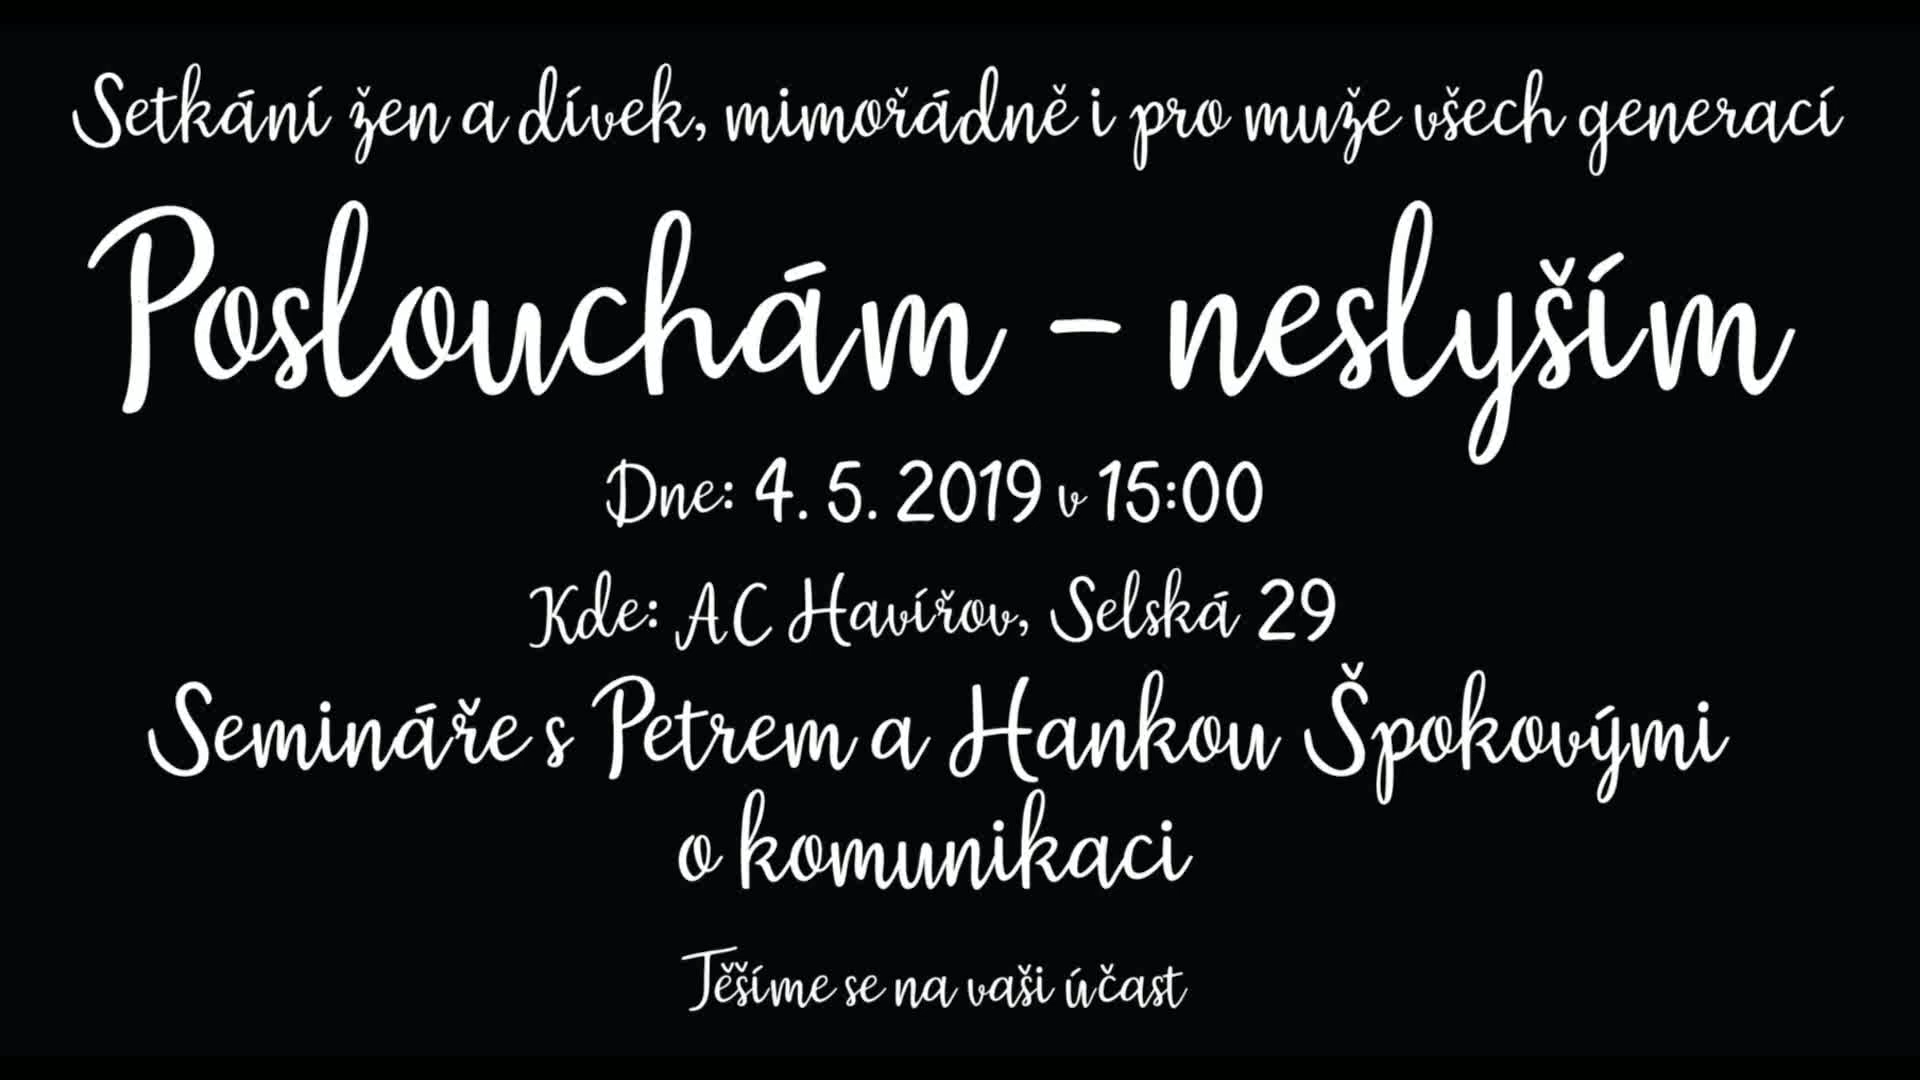 Setkání žen a dívek, mimořádně i pro muže všech generací
Poslouchám - neslyším
Dne: 4. 5. 2019 v 15:00
Kde: AC Havířov, Selská 29
Semináře s Petrem a Hankou Špokovými
o komunikaci
Těšíme se na vaši účast